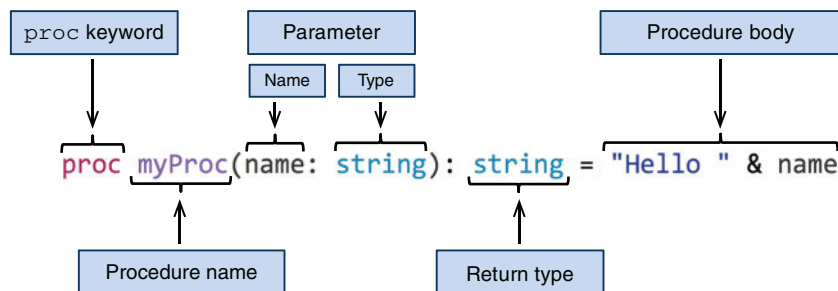 proc keyword
Parameter
Procedure body
Name
Type
proc myProc(name: string): string = "Hello " & name
Procedure name
Return type